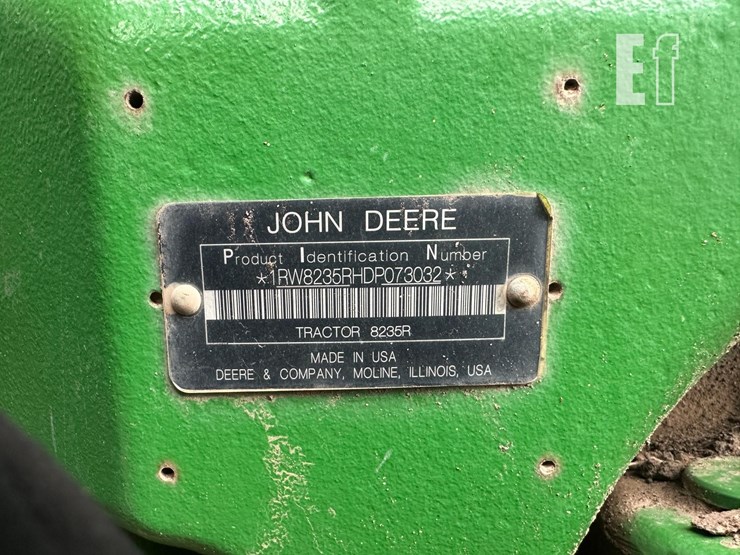 Ef
JOHN DEERE
Product Identification Number
*1RW8235RHDP073032*
TRACTOR 8235R
MADE IN USA
DEERE & COMPANY, MOLINE, ILLINOIS, USA